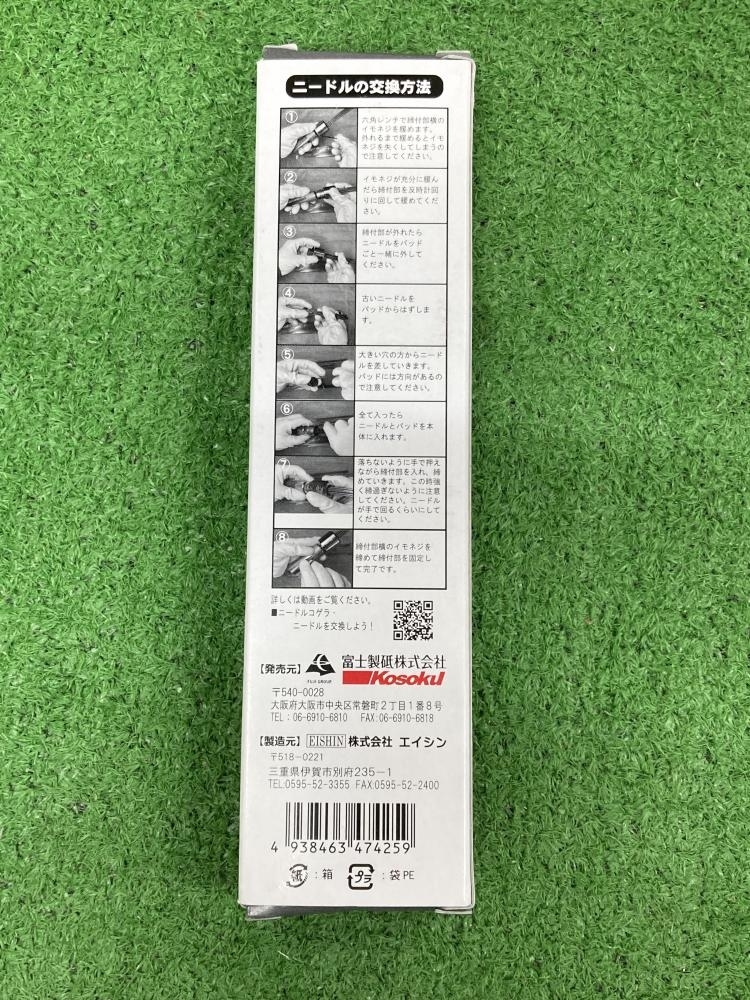 ニードルの交換方法
①
六角レンチで締付部横の
イモネジを緩めます。
外れるまで緩めるとイモ
ネジを失くしてしまうの
で注意してください。
②
イモネジが充分に緩ん
だら締付部を反時計回
りに回して緩めてくだ
さい。
③
締付部が外れたら
ニードルをパッド
ごと一緒に外して
ください。
④
古いニードルを
パッドからはずしま
す。
⑤
大きい穴の方からニード
ルを差していきます。
パッドには方向があるの
で注意してください。
⑥
全て入ったら
ニードルとパッドを本
体に入れます。
⑦
落ちないように手で押え
ながら締付部を入れ、締
めていきます。この時強
く締過ぎないように注意
してください。ニードル
が手で回るくらいにして
ください。
⑧
締付部横のイモネジを
締めて締付部を固定し
て完了です。
詳しくは動画をご覧ください。
■ニードルコゲラ・
ニードルを交換しよう！
【発売元】 FUJI GROUP 富士製砥株式会社
Kosoku
〒540-0028
大阪府大阪市中央区常磐町2丁目1番8号
TEL：06-6910-6810 FAX:06-6910-6818
【製造元】 EISHIN 株式会社 エイシン
〒518-0221
三重県伊賀市別府235-1
TEL:0595-52-3355 FAX:0595-52-2400
4 938463 474259
紙 ：箱 プラ ：袋PE